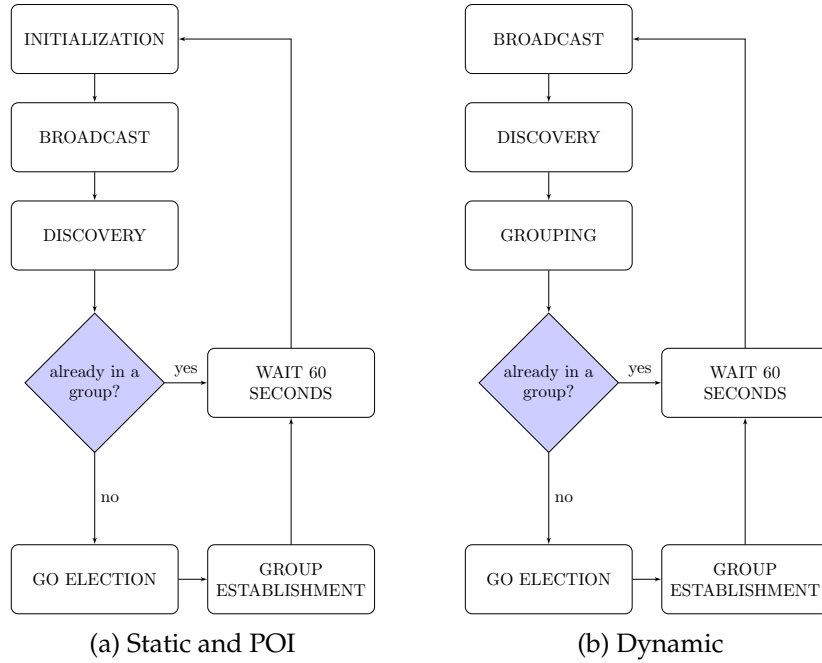 INITIALIZATION
BROADCAST
DISCOVERY
already in a
group?
yes
WAIT 60
SECONDS
no
GO ELECTION
GROUP
ESTABLISHMENT
(a) Static and POI
BROADCAST
DISCOVERY
GROUPING
already in a
group?
yes
WAIT 60
SECONDS
no
GO ELECTION
GROUP
ESTABLISHMENT
(b) Dynamic